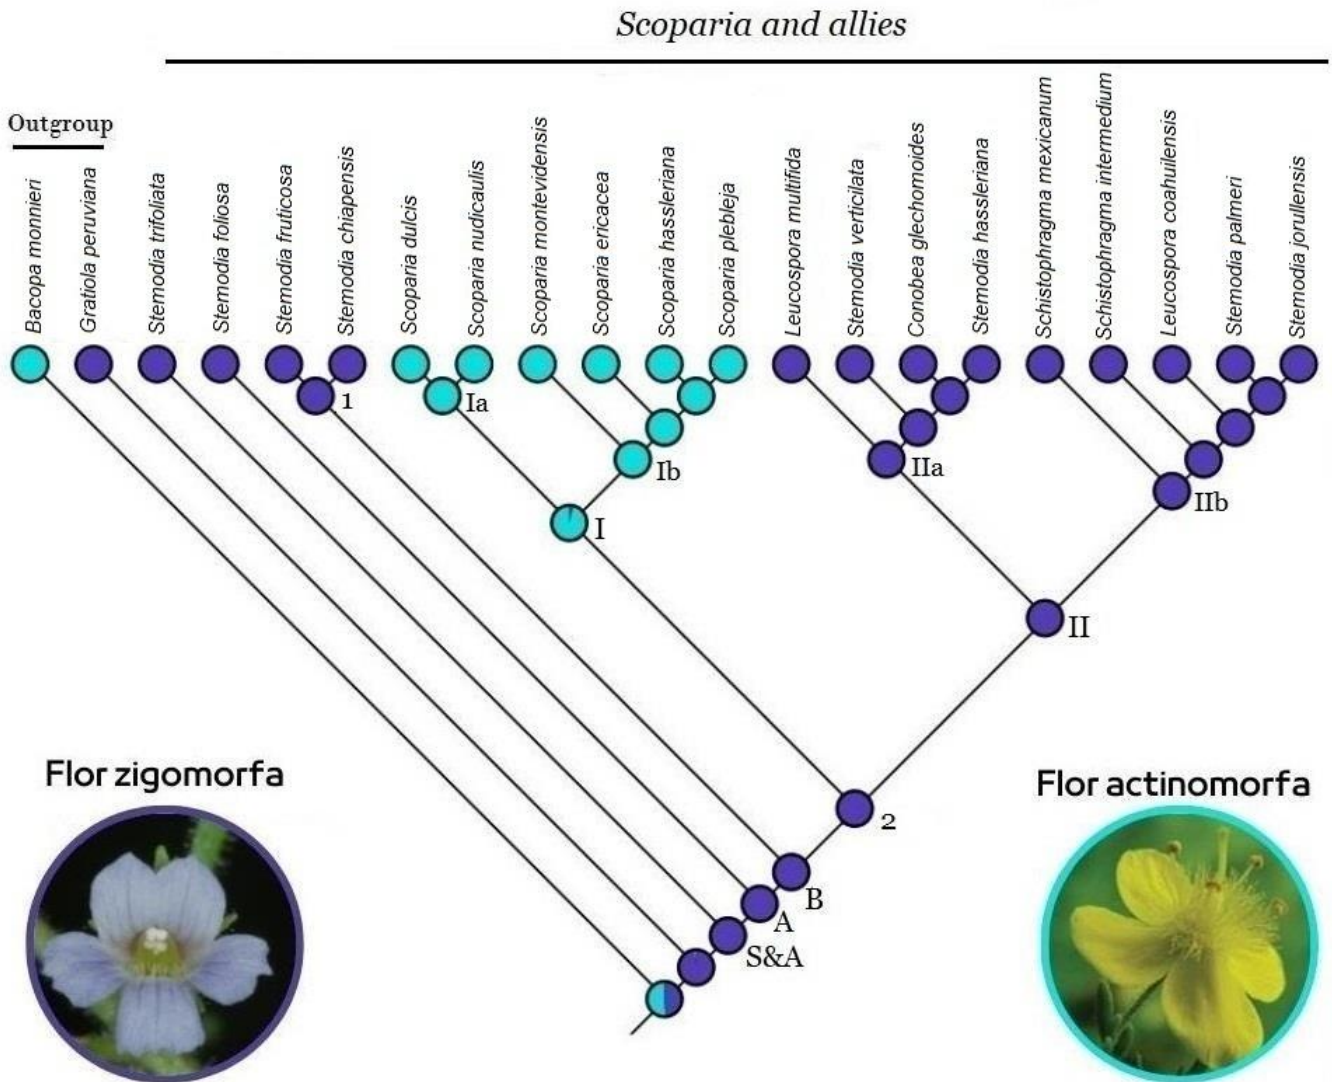 Scoparia and allies
Outgroup
Bacopa monnieri
Gratiola peruviana
Stemodia trifoliata
Stemodia foliosa
Stemodia fruticosa
Stemodia chiapensis
Scoparia dulcis
Scoparia nudicaulis
Scoparia montevidensis
Scoparia ericacea
Scoparia hassleriana
Scoparia plebleja
Leucospora multifida
Stemodia verticilata
Conobea glechomoides
Stemodia hassleriana
Schistophragma mexicanum
Schistophragma intermedium
Leucospora coahuilensis
Stemodia palmeri
Stemodia jorullensis
1
Ia
Ib
IIa
IIb
I
II
2
B
A
S&A
Flor zigomorfa
Flor actinomorfa